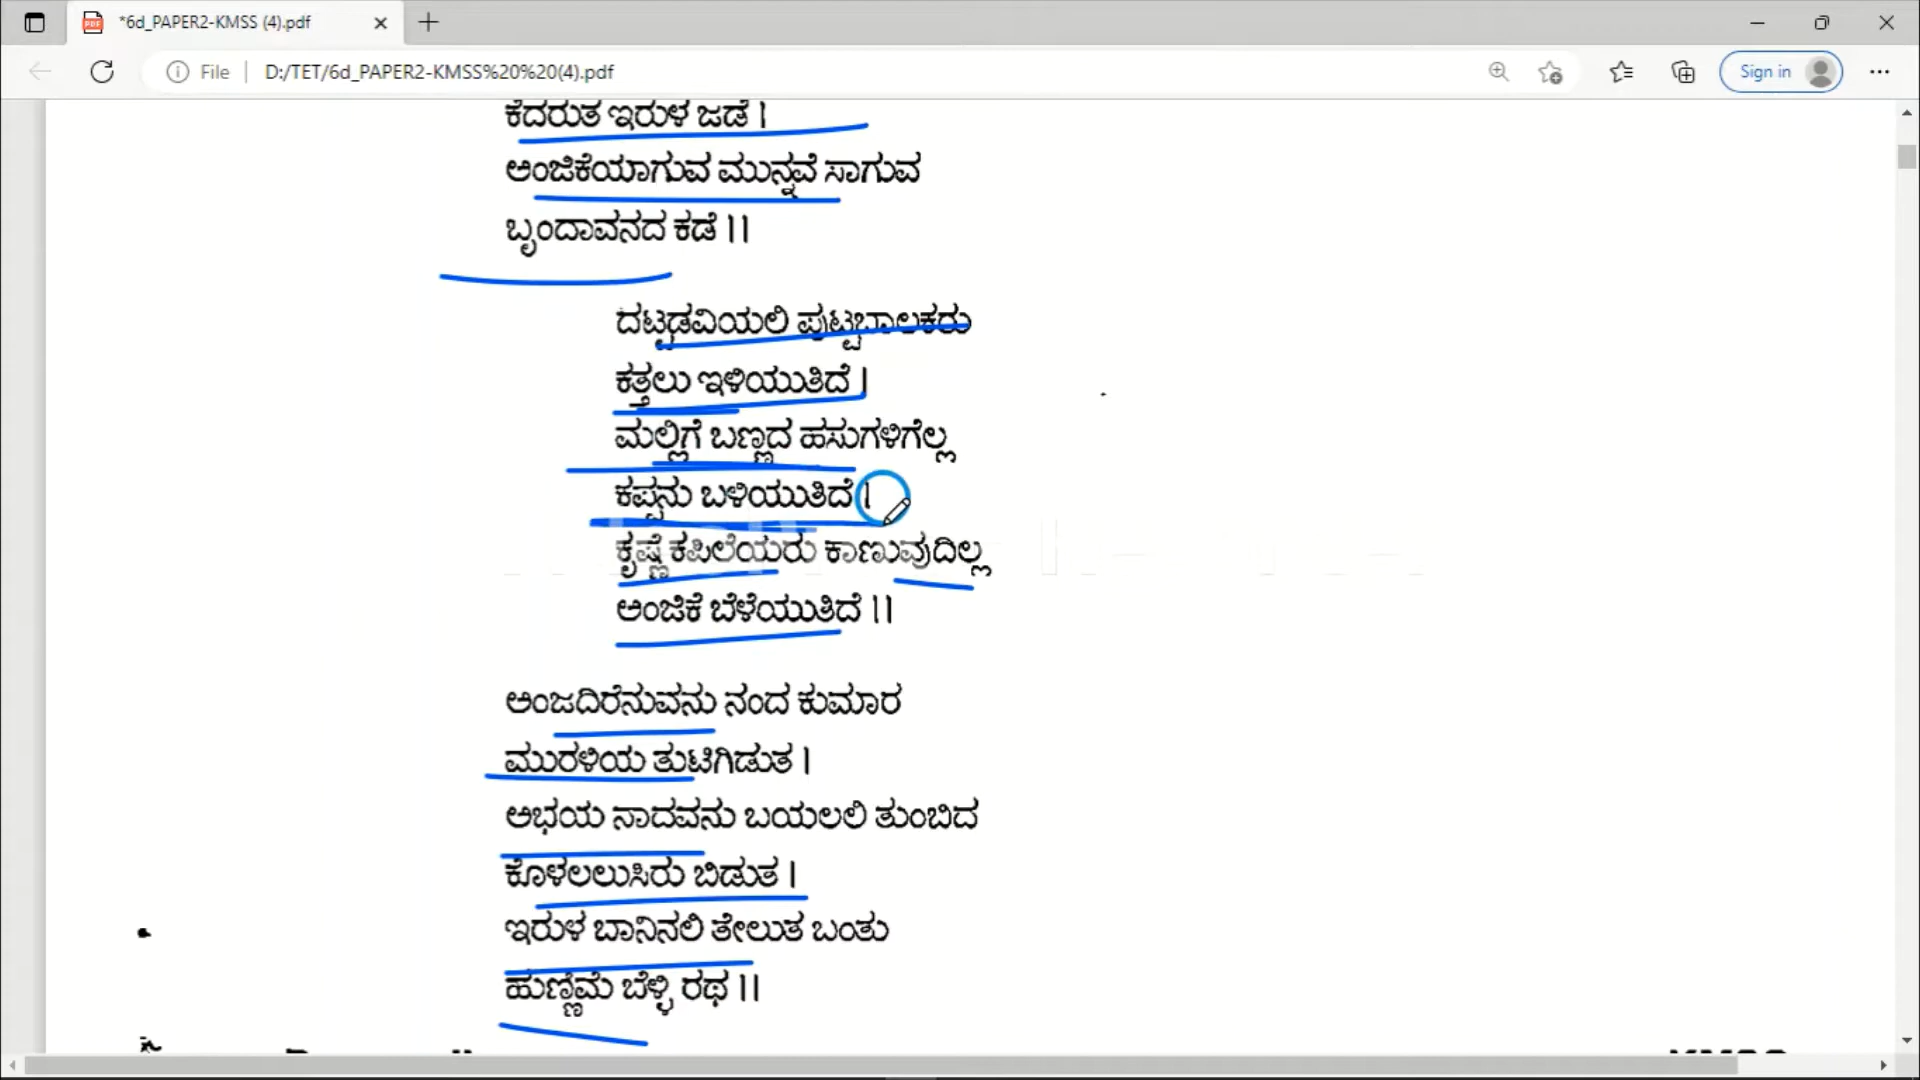 *6d_PAPER2-KMSS (4).pdf
File
D:/TET/6d_PAPER2-KMSS%20%20(4).pdf
Sign in
ಕೆದರುತ ಇರುಳ ಜಡೆ |
ಅಂಜಿಕೆಯಾಗುವ ಮುನ್ನವೆ ಸಾಗುವ
ಬೃಂದಾವನದ ಕಡೆ ||
ದಟ್ಟಡವಿಯಲಿ ಪುಟ್ಟಬಾಲಕರು
ಕತ್ತಲು ಇಳಿಯುತಿದೆ |
ಮಲ್ಲಿಗೆ ಬಣ್ಣದ ಹಸುಗಳಿಗೆಲ್ಲ
ಕಪ್ಪನು ಬಳಿಯುತಿದೆ |
ಕೃಷ್ಣೆ ಕಪಿಲೆಯರು ಕಾಣುವುದಿಲ್ಲ
ಅಂಜಿಕೆ ಬೆಳೆಯುತಿದೆ ||
ಅಂಜದಿರೆನುವನು ನಂದ ಕುಮಾರ
ಮುರಳಿಯ ತುಟಿಗಿಡುತ |
ಅಭಯ ನಾದವನು ಬಯಲಲಿ ತುಂಬಿದ
ಕೊಳಲಲುಸಿರು ಬಿಡುತ |
ಇರುಳ ಬಾನಿನಲಿ ತೇಲುತ ಬಂತು
ಹುಣ್ಣಿಮೆ ಬೆಳ್ಳಿ ರಥ ||